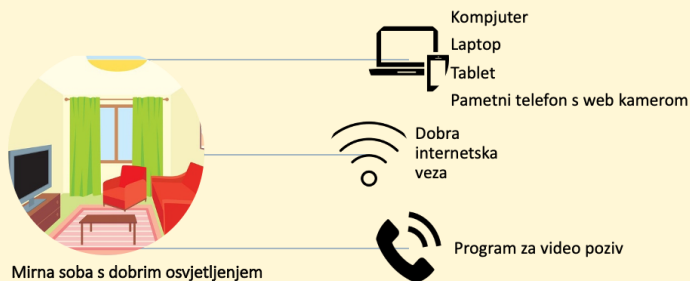 Kompjuter
Laptop
Tablet
Pametni telefon s web kamerom
Dobra
internetska
veza
Program za video poziv
Mirna soba s dobrim osvjetljenjem